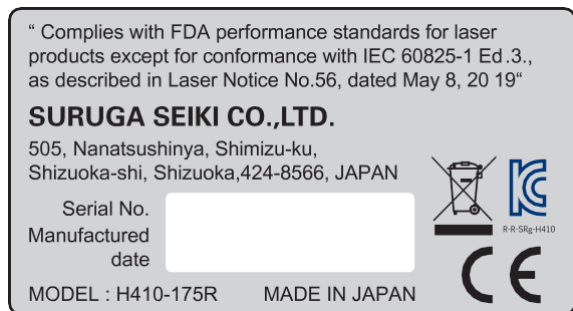 “ Complies with FDA performance standards for laser
products except for conformance with IEC 60825-1 Ed.3.,
as described in Laser Notice No.56, dated May 8, 20 19“
SURUGA SEIKI CO.,LTD.
505, Nanatsushinya, Shimizu-ku,
Shizuoka-shi, Shizuoka,424-8566, JAPAN
Serial No.
Manufactured
date
R-R-SRg-H410
MODEL : H410-175R MADE IN JAPAN
CE